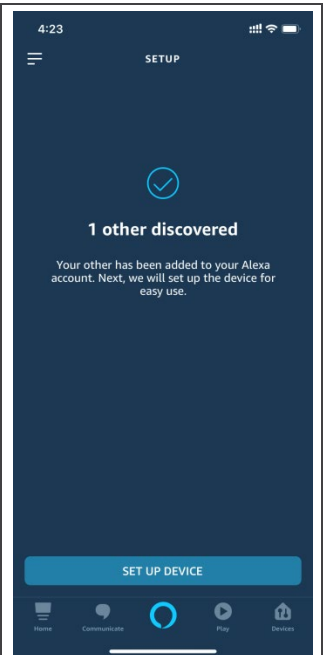 4:23
SETUP
1 other discovered
Your other has been added to your Alexa
account. Next, we will set up the device for
easy use.
SET UP DEVICE
Home Communicate Play Devices